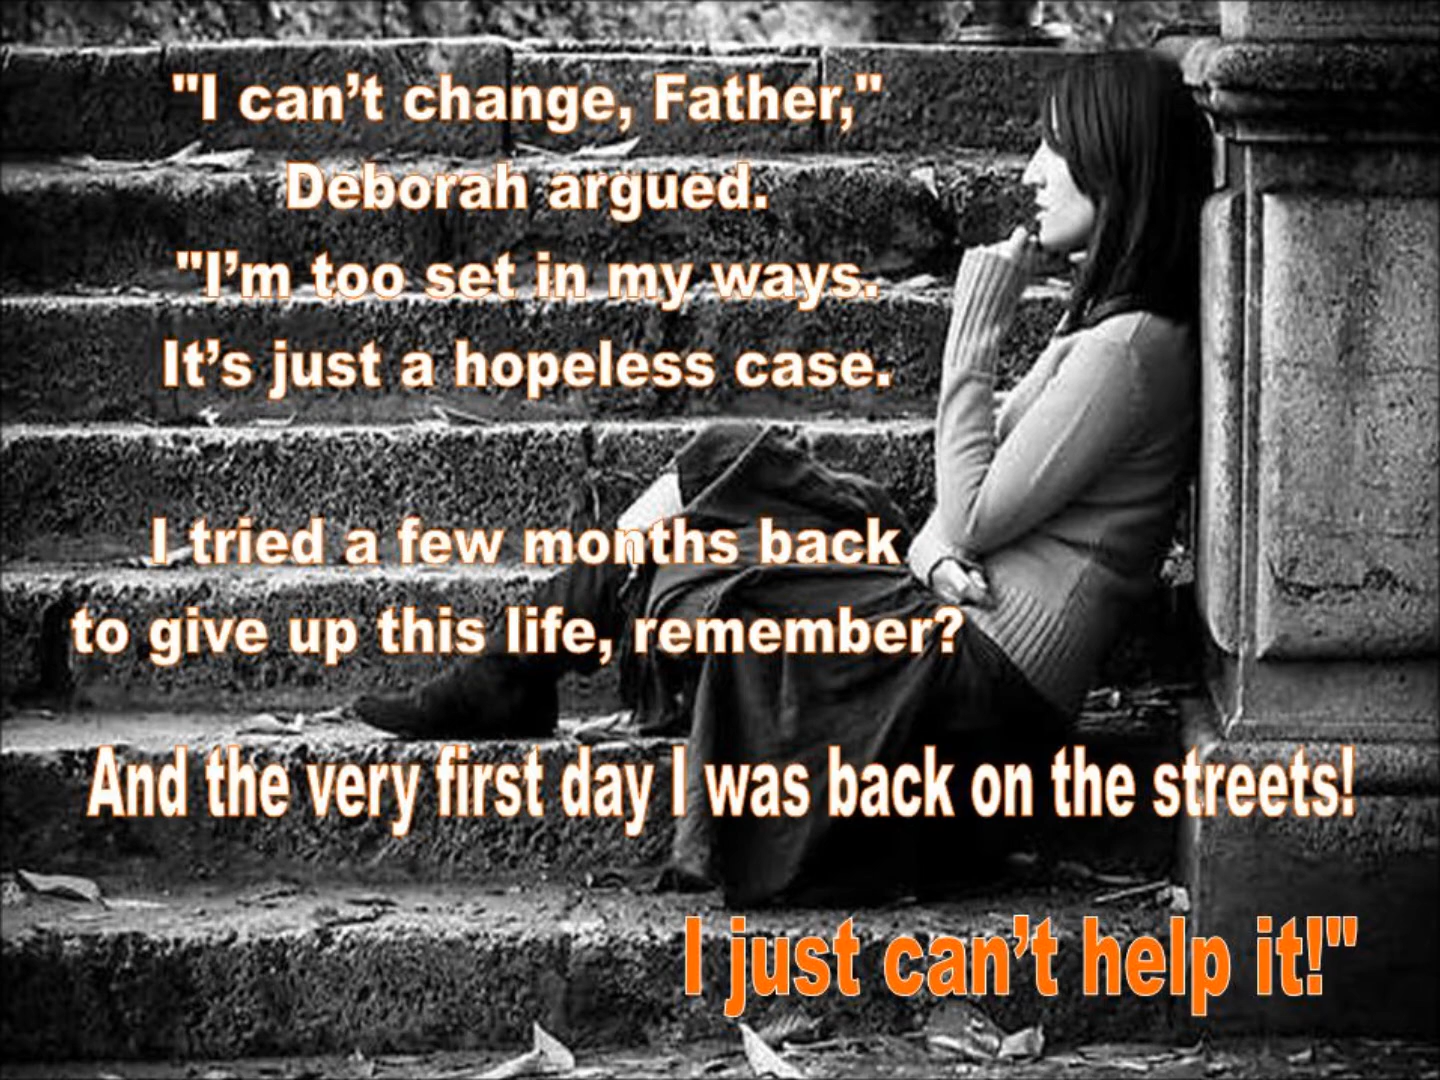 "I can’t change, Father,"
Deborah argued.
"I’m too set in my ways.
It’s just a hopeless case.
I tried a few months back
to give up this life, remember?
And the very first day I was back on the streets!
I just can’t help it!"